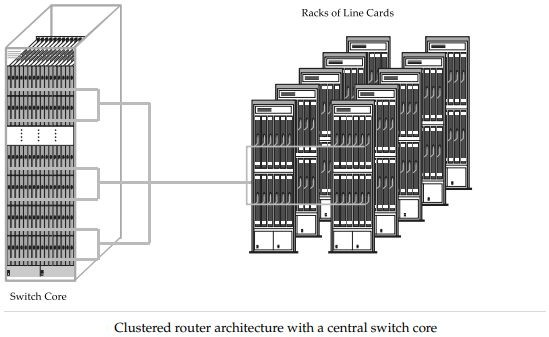 Racks of Line Cards
Switch Core
Clustered router architecture with a central switch core